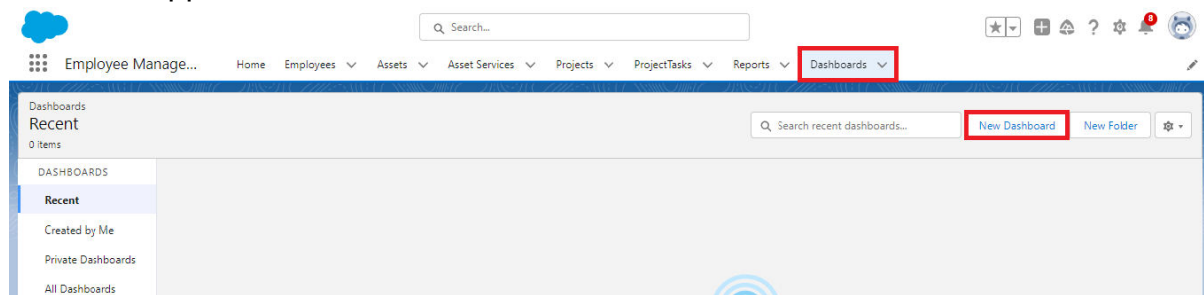 Search...
8
Employee Manage... Home Employees Assets Asset Services Projects ProjectTasks Reports Dashboards
Dashboards
Recent
0 items
Search recent dashboards...
New Dashboard
New Folder
DASHBOARDS
Recent
Created by Me
Private Dashboards
All Dashboards